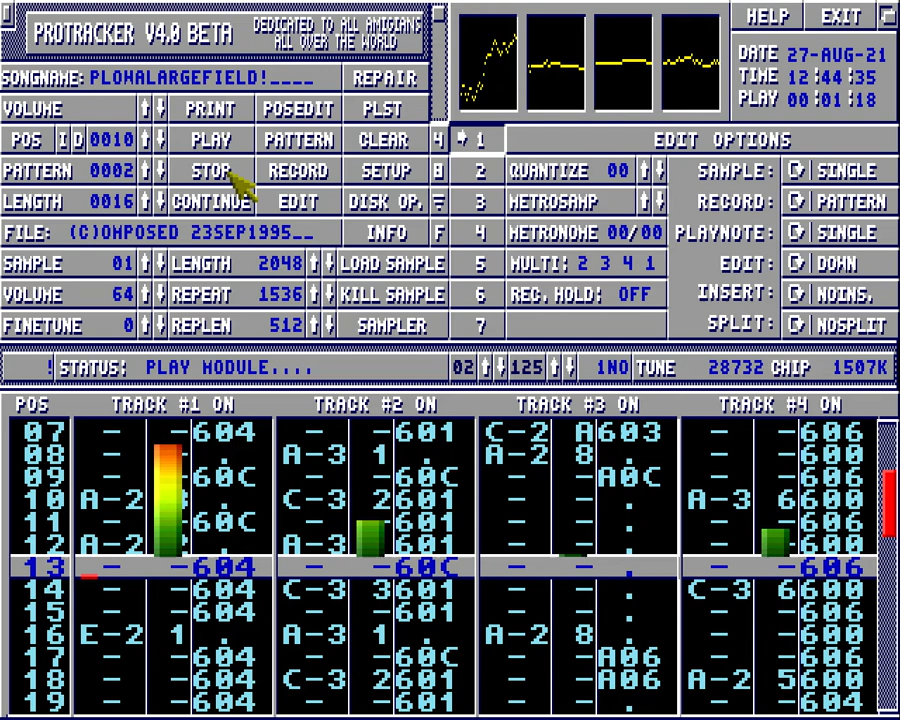 PROTRACKER V4.0 BETA DEDICATED TO ALL AMIGIANS ALL OVER THE WORLD HELP EXIT
DATE 27-AUG-21
TIME 12:44:35
PLAY 00:01:18
SONGNAME: PLOWALARGEFIELD!____ REPAIR
VOLUME PRINT POSEDIT PLST
POS I D 0010 PLAY PATTERN CLEAR 1 EDIT OPTIONS
PATTERN 0002 STOP RECORD SETUP 2 QUANTIZE 00 SAMPLE: SINGLE
LENGTH 0016 CONTINUE EDIT DISK OP. 3 METROSAMP RECORD: PATTERN
FILE: (C)OMPOSED 23SEP1995__ INFO F 4 METRONOME 00/00 PLAYNOTE: SINGLE
SAMPLE 01 LENGTH 2048 LOAD SAMPLE 5 MULTI: 2 3 4 1 EDIT: DOWN
VOLUME 64 REPEAT 1536 KILL SAMPLE 6 REC.HOLD: OFF INSERT: NOINS.
FINETUNE 0 REPLEN 512 SAMPLER 7 SPLIT: NOSPLIT
! STATUS: PLAY MODULE.... 02 125 1NO TUNE 28732 CHIP 1507K
POS TRACK #1 ON TRACK #2 ON TRACK #3 ON TRACK #4 ON
07 - -604 - -601 C-2 A603 - -606
08 - - . A-3 1 . A-2 8 . - -600
09 - -60C - -60C - -A0C - -606
10 A-2 . C-3 2601 - - . A-3 6600
11 - 60C - . - - . - -606
12 A-2 . A-3 . - - . - 600
13 - -604 - -60C - - . - -606
14 - -604 C-3 3601 - - . C-3 6600
15 - -604 - -601 - - . - -606
16 E-2 1 . A-3 1 . A-2 8 . - -600
17 - -604 - -60C - -A06 - -606
18 - -604 C-3 2601 - -A06 A-2 5600
19 - -604 - -601 - - . - -604